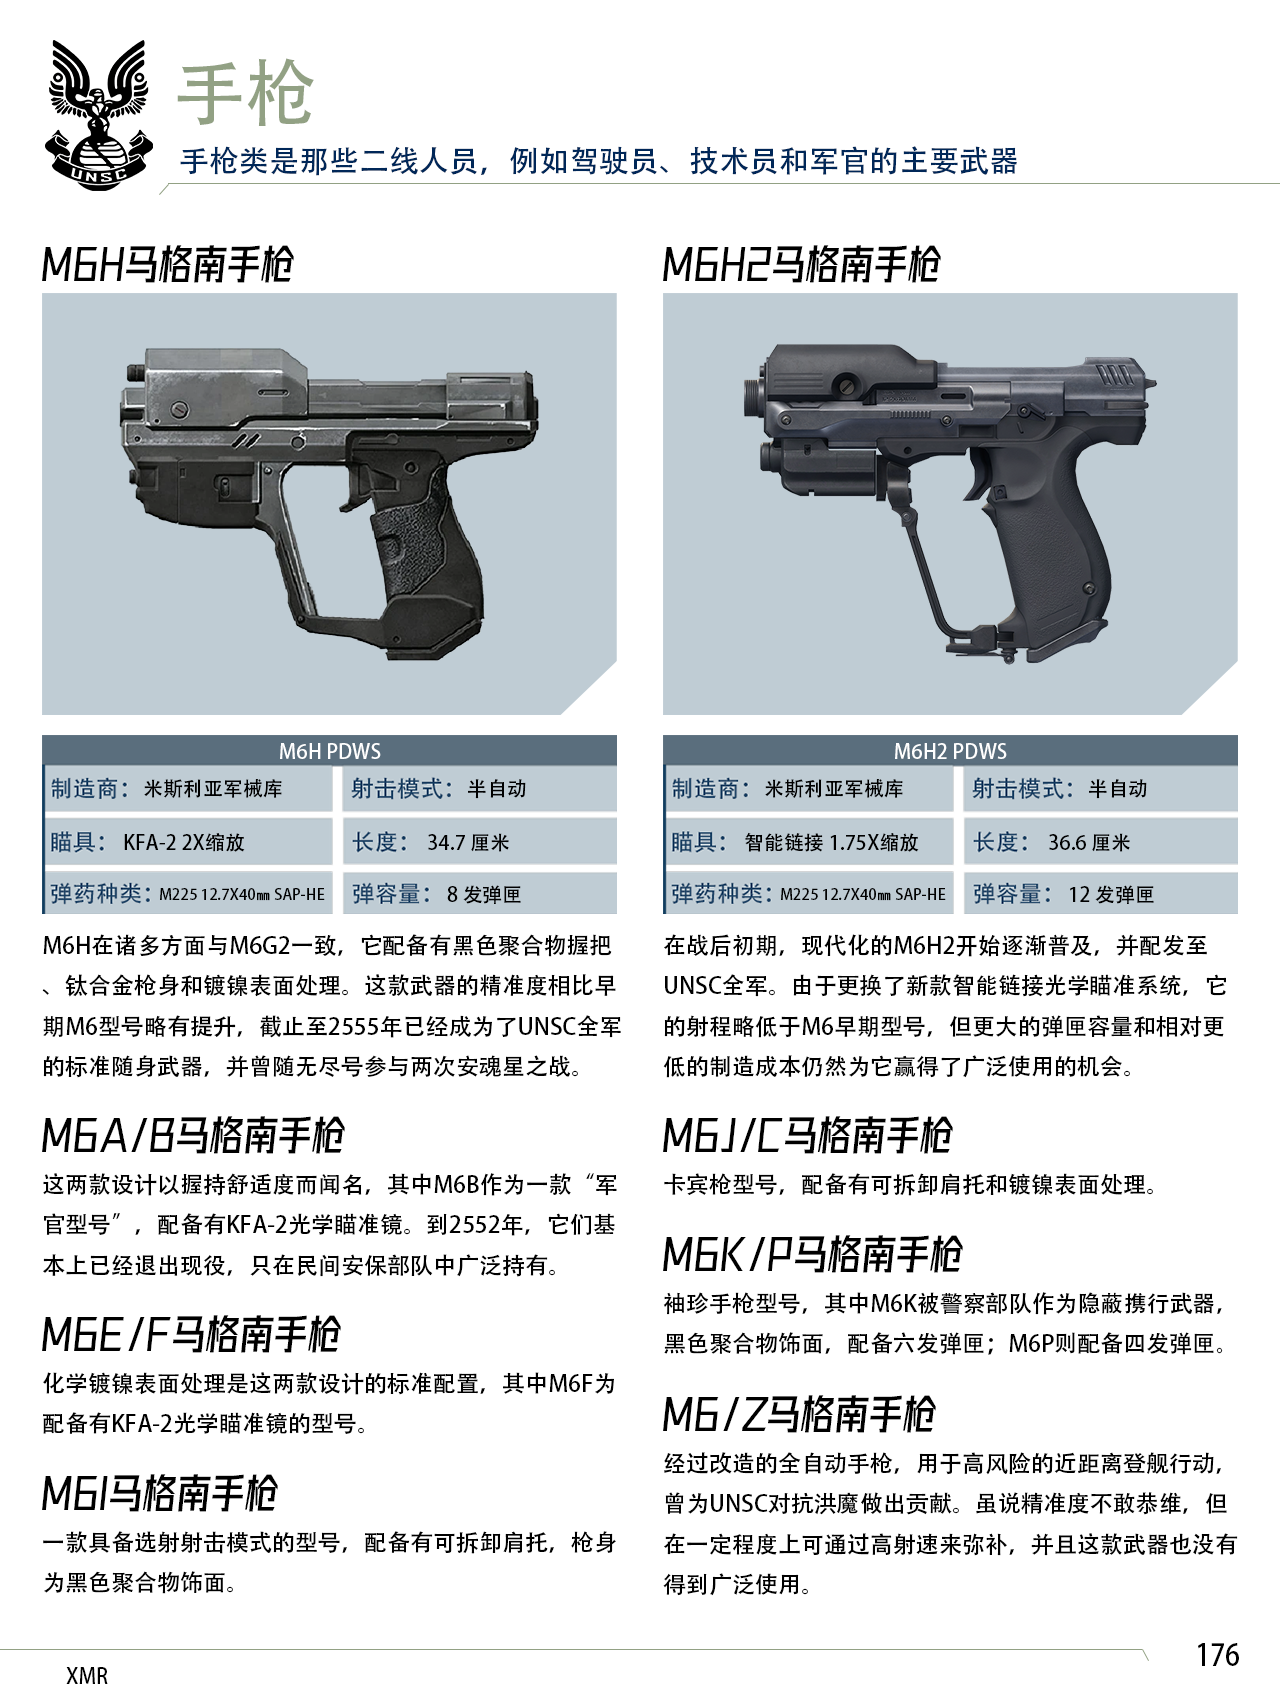 UNSC
手枪
手枪类是那些二线人员，例如驾驶员、技术员和军官的主要武器
M6H马格南手枪
M6H PDWS
制造商：米斯利亚军械库
射击模式：半自动
瞄具：KFA-2 2X缩放
长度：34.7 厘米
弹药种类：M225 12.7X40㎜ SAP-HE
弹容量：8 发弹匣
M6H在诸多方面与M6G2一致，它配备有黑色聚合物握把
、钛合金枪身和镀镍表面处理。这款武器的精准度相比早
期M6型号略有提升，截止至2555年已经成为了UNSC全军
的标准随身武器，并曾随无尽号参与两次安魂星之战。
M6A/B马格南手枪
这两款设计以握持舒适度而闻名，其中M6B作为一款“军
官型号”，配备有KFA-2光学瞄准镜。到2552年，它们基
本上已经退出现役，只在民间安保部队中广泛持有。
M6E/F马格南手枪
化学镀镍表面处理是这两款设计的标准配置，其中M6F为
配备有KFA-2光学瞄准镜的型号。
M6I马格南手枪
一款具备选射射击模式的型号，配备有可拆卸肩托，枪身
为黑色聚合物饰面。
M6H2马格南手枪
M6H2 PDWS
制造商：米斯利亚军械库
射击模式：半自动
瞄具：智能链接 1.75X缩放
长度：36.6 厘米
弹药种类：M225 12.7X40㎜ SAP-HE
弹容量：12 发弹匣
在战后初期，现代化的M6H2开始逐渐普及，并配发至
UNSC全军。由于更换了新款智能链接光学瞄准系统，它
的射程略低于M6早期型号，但更大的弹匣容量和相对更
低的制造成本仍然为它赢得了广泛使用的机会。
M6J/C马格南手枪
卡宾枪型号，配备有可拆卸肩托和镀镍表面处理。
M6K/P马格南手枪
袖珍手枪型号，其中M6K被警察部队作为隐蔽携行武器，
黑色聚合物饰面，配备六发弹匣；M6P则配备四发弹匣。
M6/Z马格南手枪
经过改造的全自动手枪，用于高风险的近距离登舰行动，
曾为UNSC对抗洪魔做出贡献。虽说精准度不敢恭维，但
在一定程度上可通过高射速来弥补，并且这款武器也没有
得到广泛使用。
176
XMR